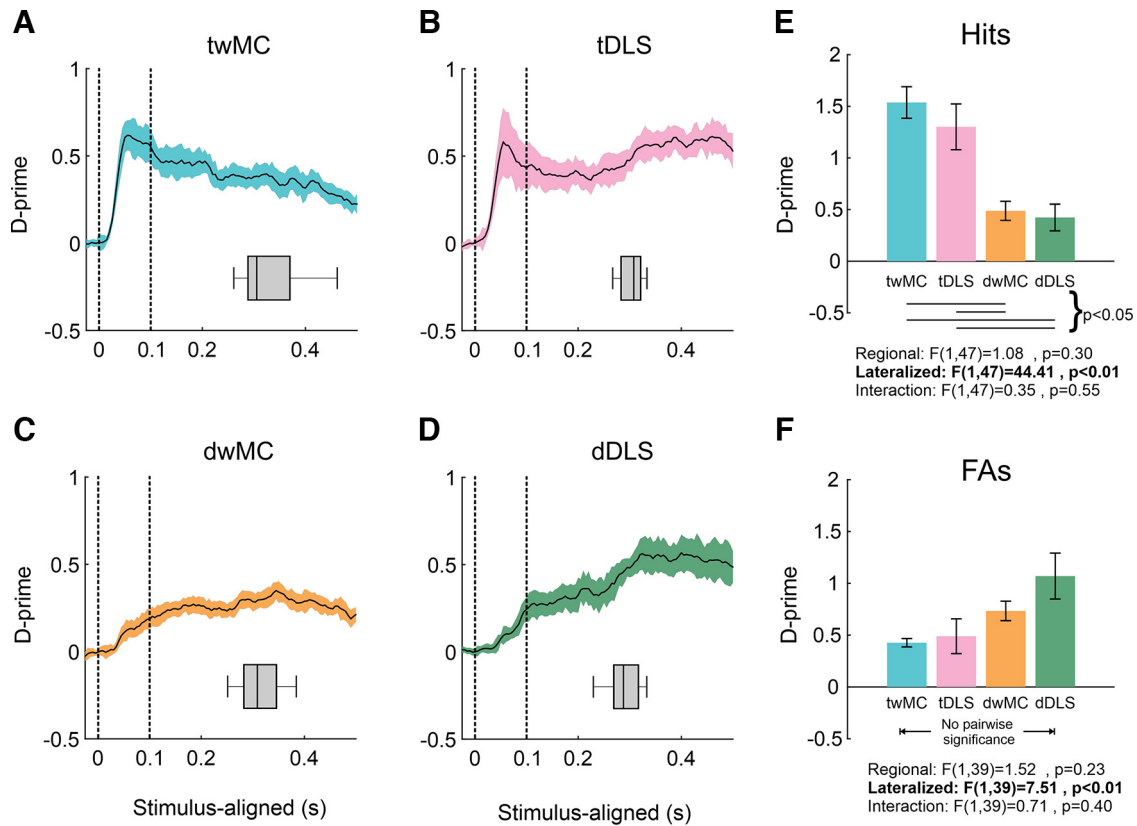 A
twMC
1
0.5
0
-0.5
D-prime
0
0.1
0.2
0.4
B
tDLS
1
0.5
0
-0.5
0
0.1
0.2
0.4
C
dwMC
1
0.5
0
-0.5
D-prime
0
0.1
0.2
0.4
Stimulus-aligned (s)
D
dDLS
1
0.5
0
-0.5
0
0.1
0.2
0.4
Stimulus-aligned (s)
E
Hits
2
1.5
1
0.5
0
-0.5
D-prime
twMC
tDLS
dwMC
dDLS
}p<0.05
Regional: F(1,47)=1.08 , p=0.30
Lateralized: F(1,47)=44.41 , p<0.01
Interaction: F(1,47)=0.35 , p=0.55
F
FAs
2
1.5
1
0.5
0
-0.5
D-prime
twMC
tDLS
dwMC
dDLS
No pairwise
significance
Regional: F(1,39)=1.52 , p=0.23
Lateralized: F(1,39)=7.51 , p<0.01
Interaction: F(1,39)=0.71 , p=0.40